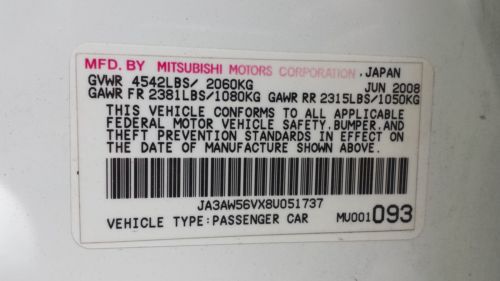 MFD. BY MITSUBISHI MOTORS CORPORATION, JAPAN
GVWR 4542LBS/ 2060KG JUN 2008
GAWR FR 2381LBS/1080KG GAWR RR 2315LBS/1050KG
THIS VEHICLE CONFORMS TO ALL APPLICABLE
FEDERAL MOTOR VEHICLE SAFETY, BUMPER, AND
THEFT PREVENTION STANDARDS IN EFFECT ON
THE DATE OF MANUFACTURE SHOWN ABOVE.
JA3AW56VX8U051737
VEHICLE TYPE:PASSENGER CAR MU001 093